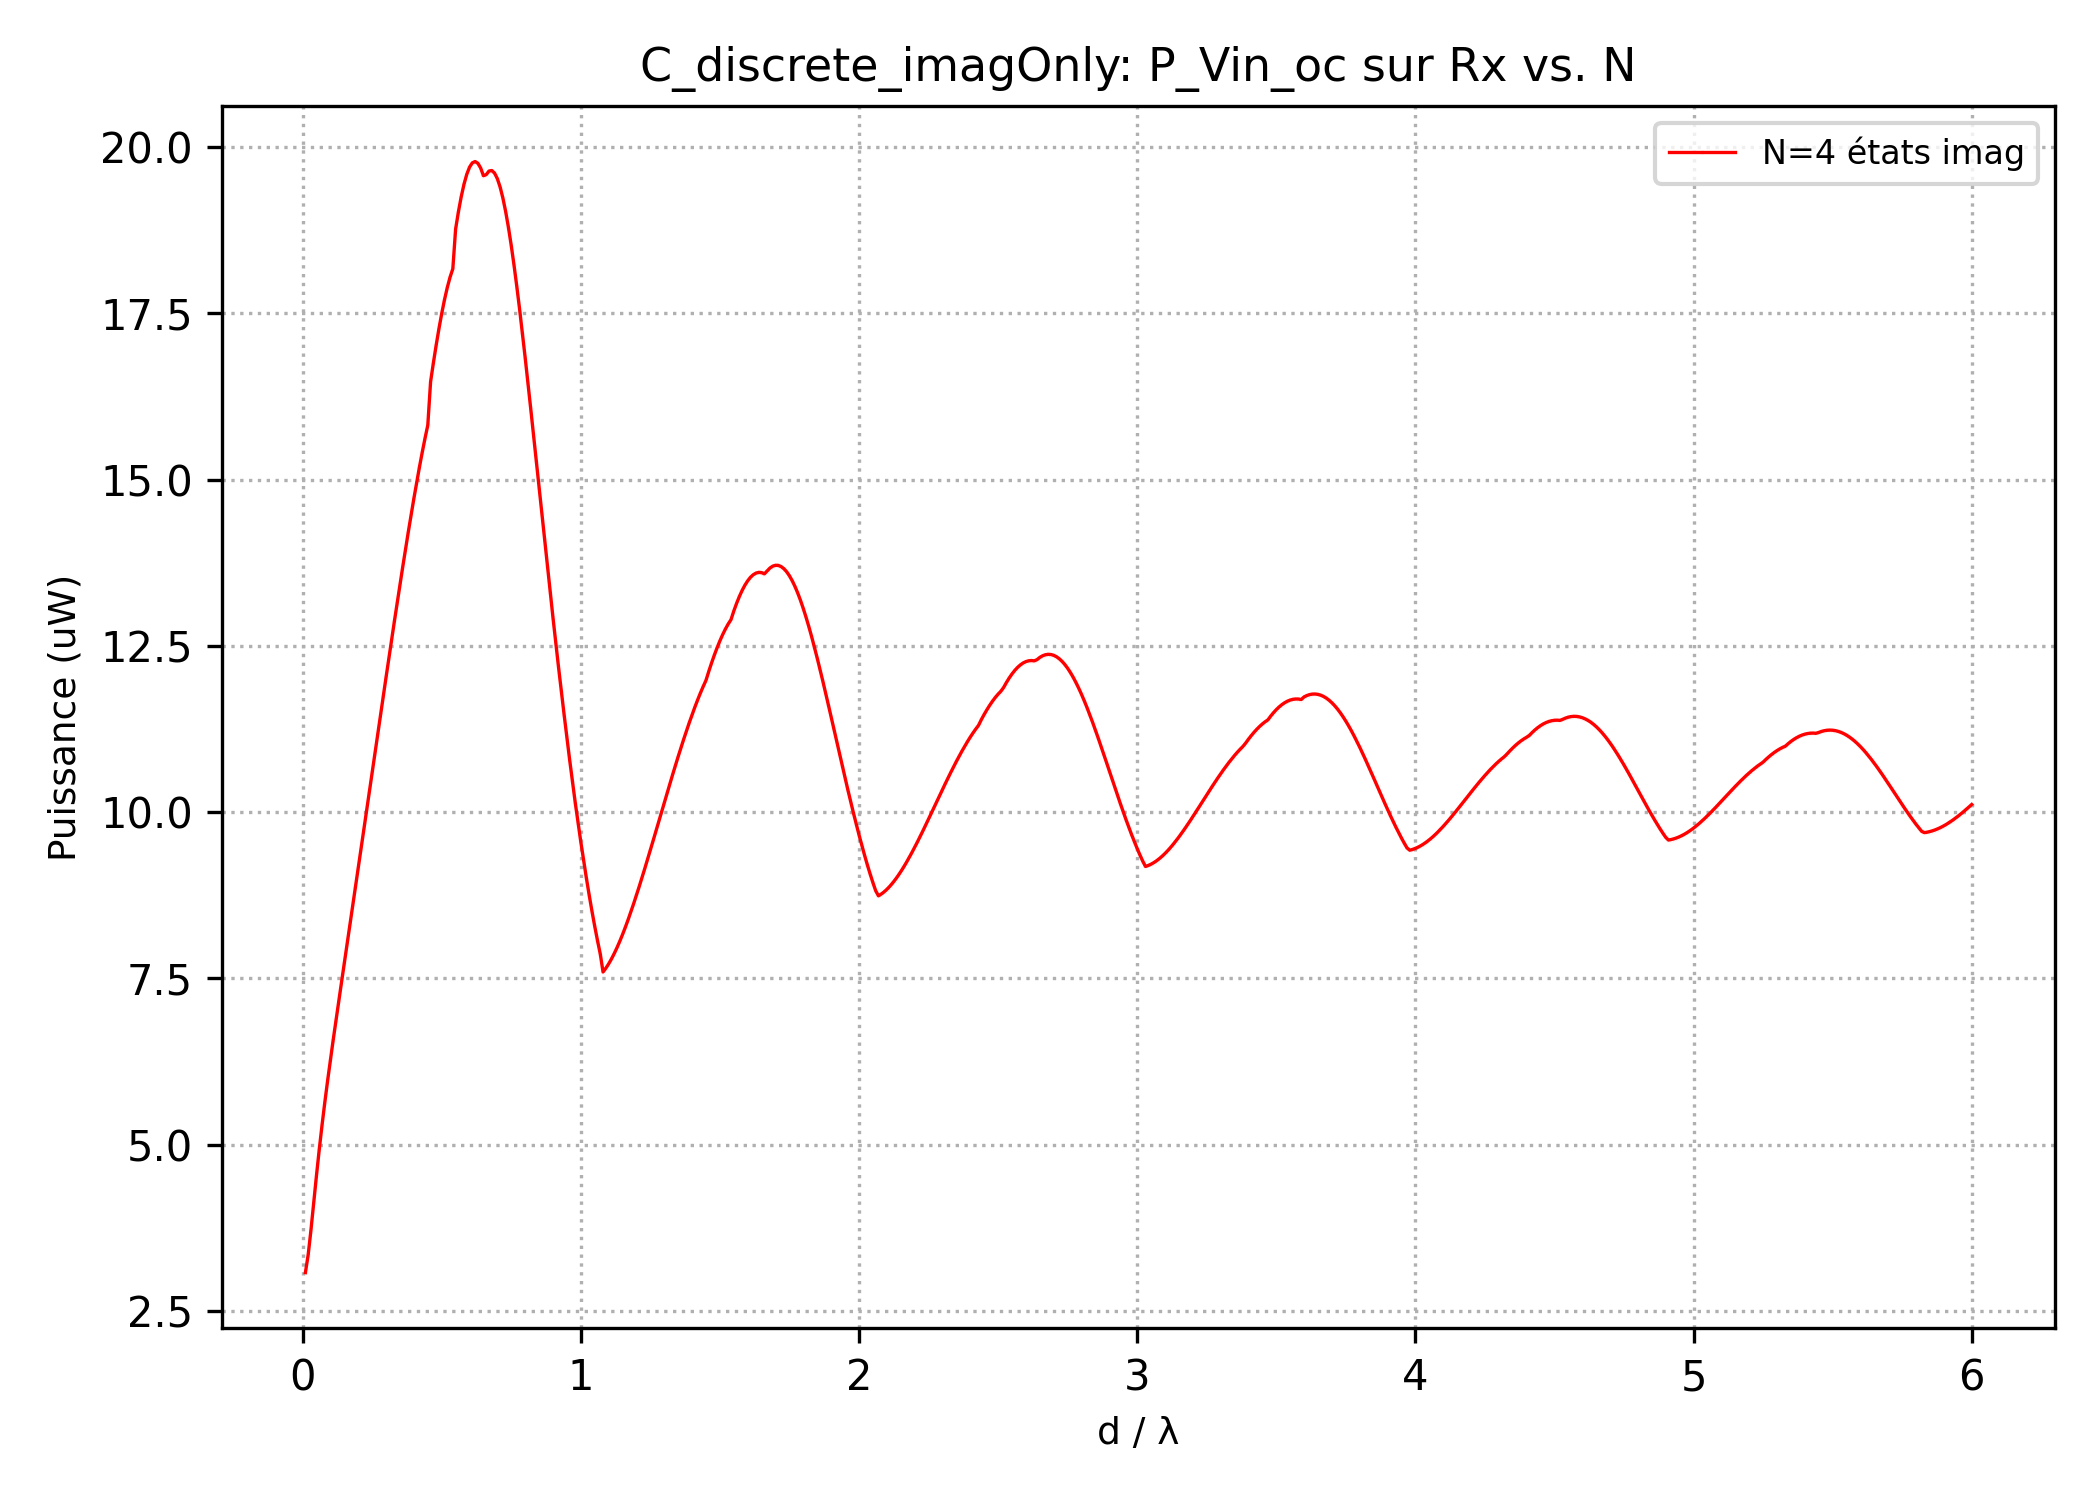 C_discrete_imagOnly: P_Vin_oc sur Rx vs. N
N=4 états imag
Puissance (uW)
20.0
17.5
15.0
12.5
10.0
7.5
5.0
2.5
0 1 2 3 4 5 6
d / λ